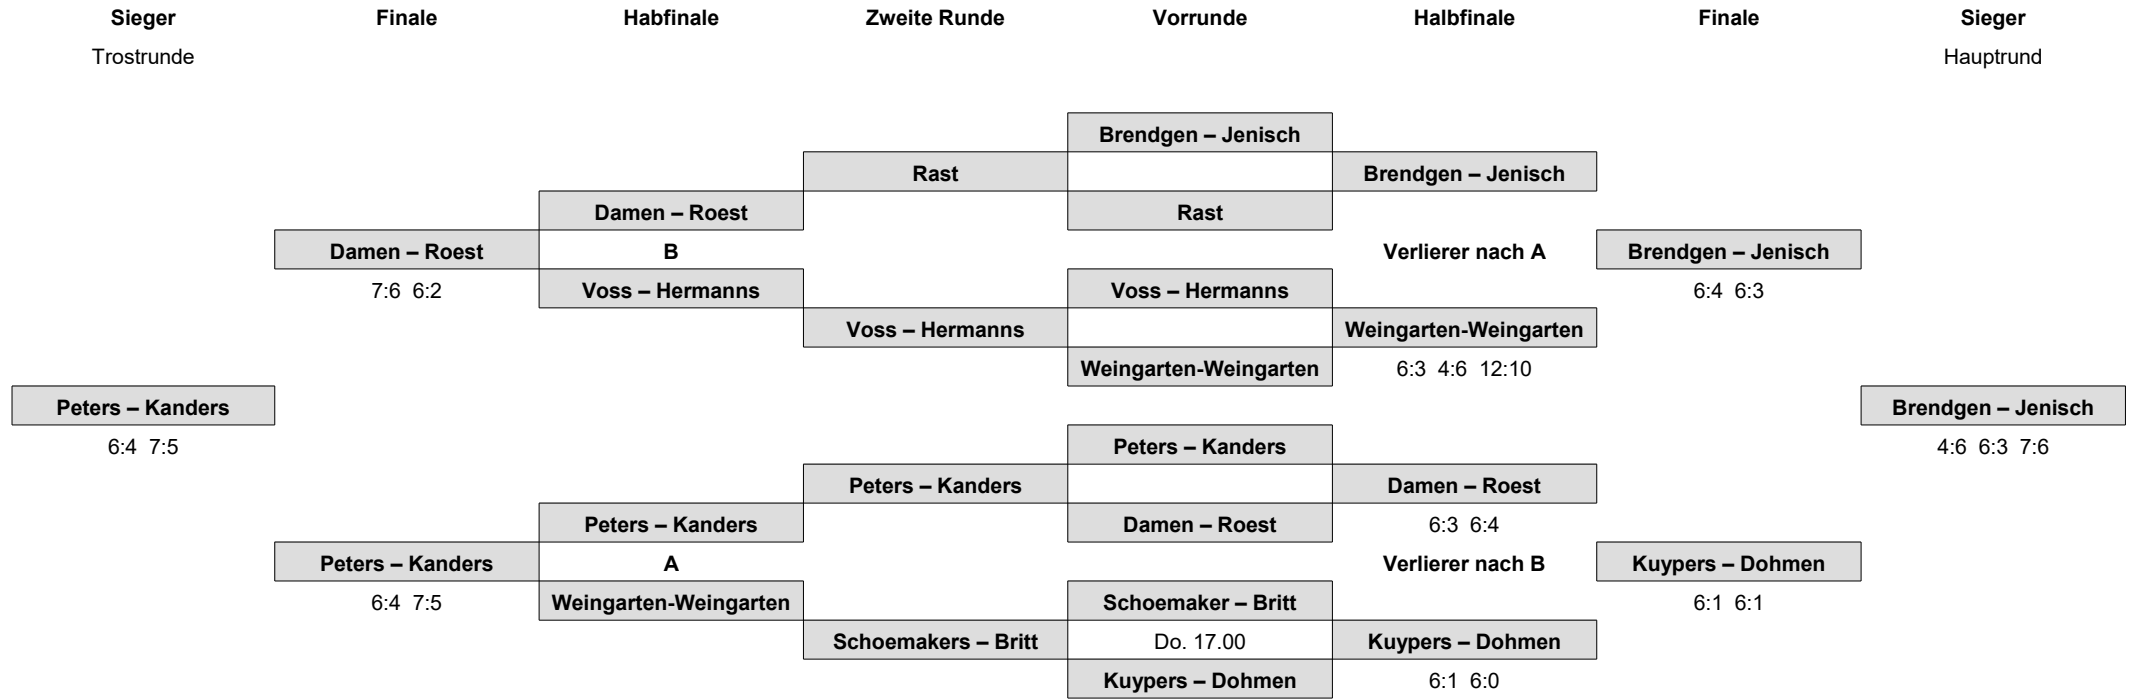 Sieger Finale Habfinale Zweite Runde Vorrunde Halbfinale Finale Sieger
Trostrunde Hauptrund
Brendgen – Jenisch
Rast Brendgen – Jenisch
Damen – Roest Rast
Damen – Roest B Verlierer nach A Brendgen – Jenisch
7:6 6:2 Voss – Hermanns Voss – Hermanns 6:4 6:3
Voss – Hermanns Weingarten-Weingarten
Weingarten-Weingarten 6:3 4:6 12:10
Peters – Kanders Brendgen – Jenisch
6:4 7:5 Peters – Kanders 4:6 6:3 7:6
Peters – Kanders Damen – Roest
Peters – Kanders Damen – Roest 6:3 6:4
Peters – Kanders A Verlierer nach B Kuypers – Dohmen
6:4 7:5 Weingarten-Weingarten Schoemaker – Britt 6:1 6:1
Schoemakers – Britt Do. 17.00 Kuypers – Dohmen
Kuypers – Dohmen 6:1 6:0